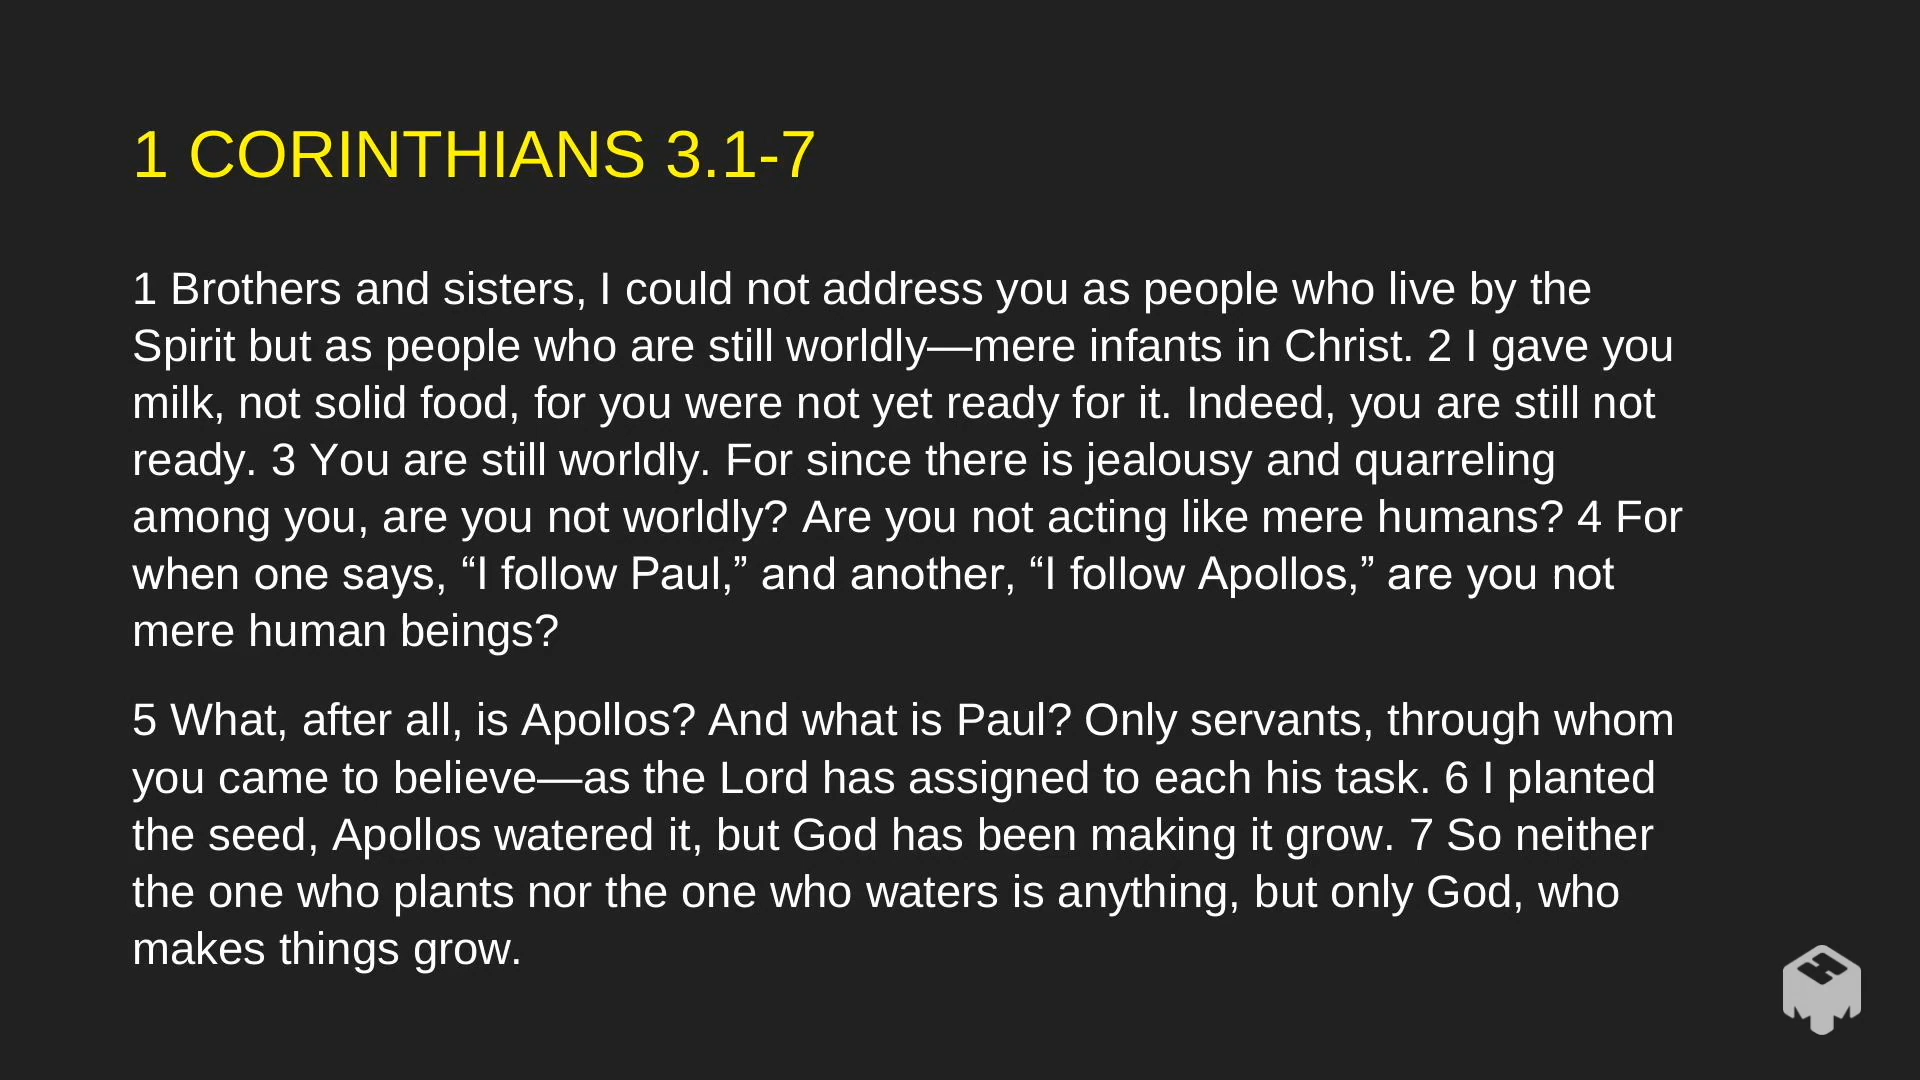 1 CORINTHIANS 3.1-7
1 Brothers and sisters, I could not address you as people who live by the
Spirit but as people who are still worldly—mere infants in Christ. 2 I gave you
milk, not solid food, for you were not yet ready for it. Indeed, you are still not
ready. 3 You are still worldly. For since there is jealousy and quarreling
among you, are you not worldly? Are you not acting like mere humans? 4 For
when one says, “I follow Paul,” and another, “I follow Apollos,” are you not
mere human beings?
5 What, after all, is Apollos? And what is Paul? Only servants, through whom
you came to believe—as the Lord has assigned to each his task. 6 I planted
the seed, Apollos watered it, but God has been making it grow. 7 So neither
the one who plants nor the one who waters is anything, but only God, who
makes things grow.